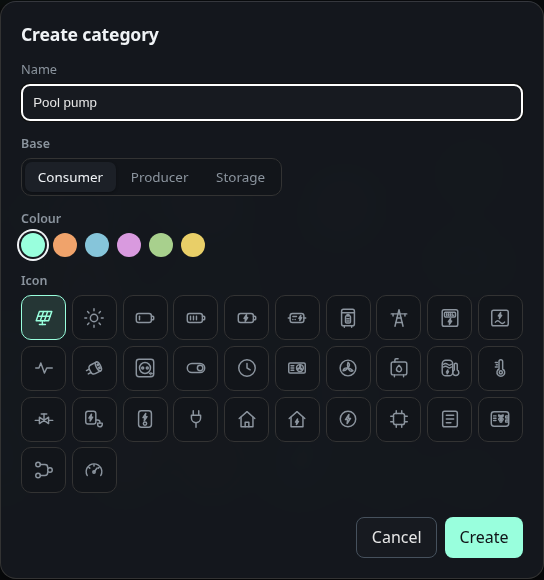 Create category
Name
Pool pump
Base
Consumer Producer Storage
Colour
Icon
Cancel Create